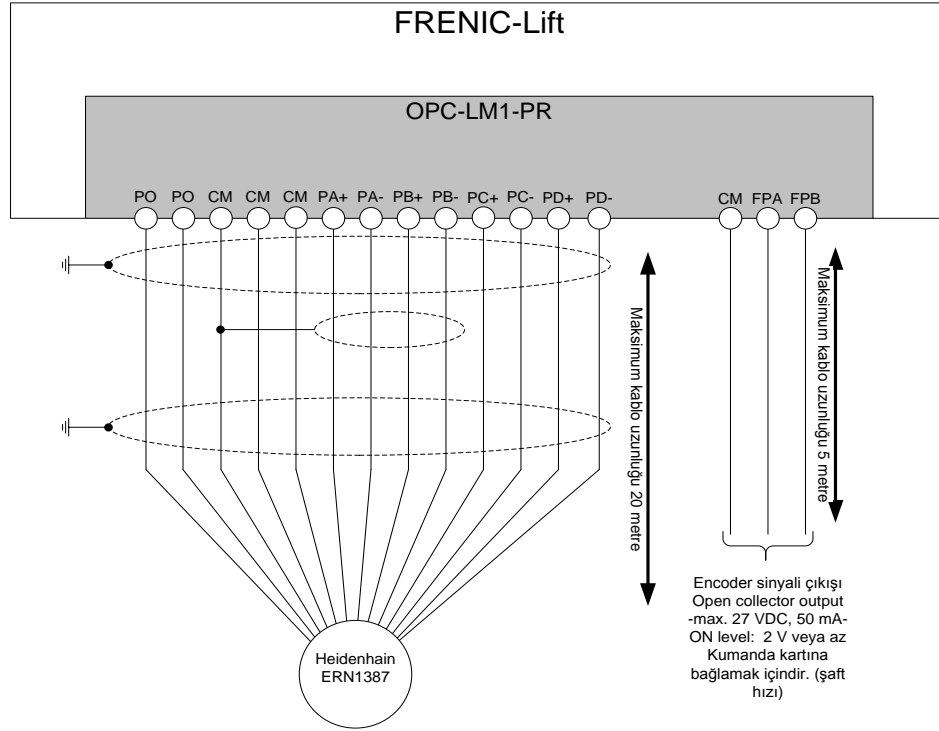 FRENIC-Lift
OPC-LM1-PR
PO PO CM CM CM PA+ PA- PB+ PB- PC+ PC- PD+ PD- CM FPA FPB
Maksimum kablo uzunluğu 20 metre
Maksimum kablo uzunluğu 5 metre
Heidenhain
ERN1387
Encoder sinyali çıkışı
Open collector output
-max. 27 VDC, 50 mA-
ON level: 2 V veya az
Kumanda kartına
bağlamak içindir. (şaft
hızı)